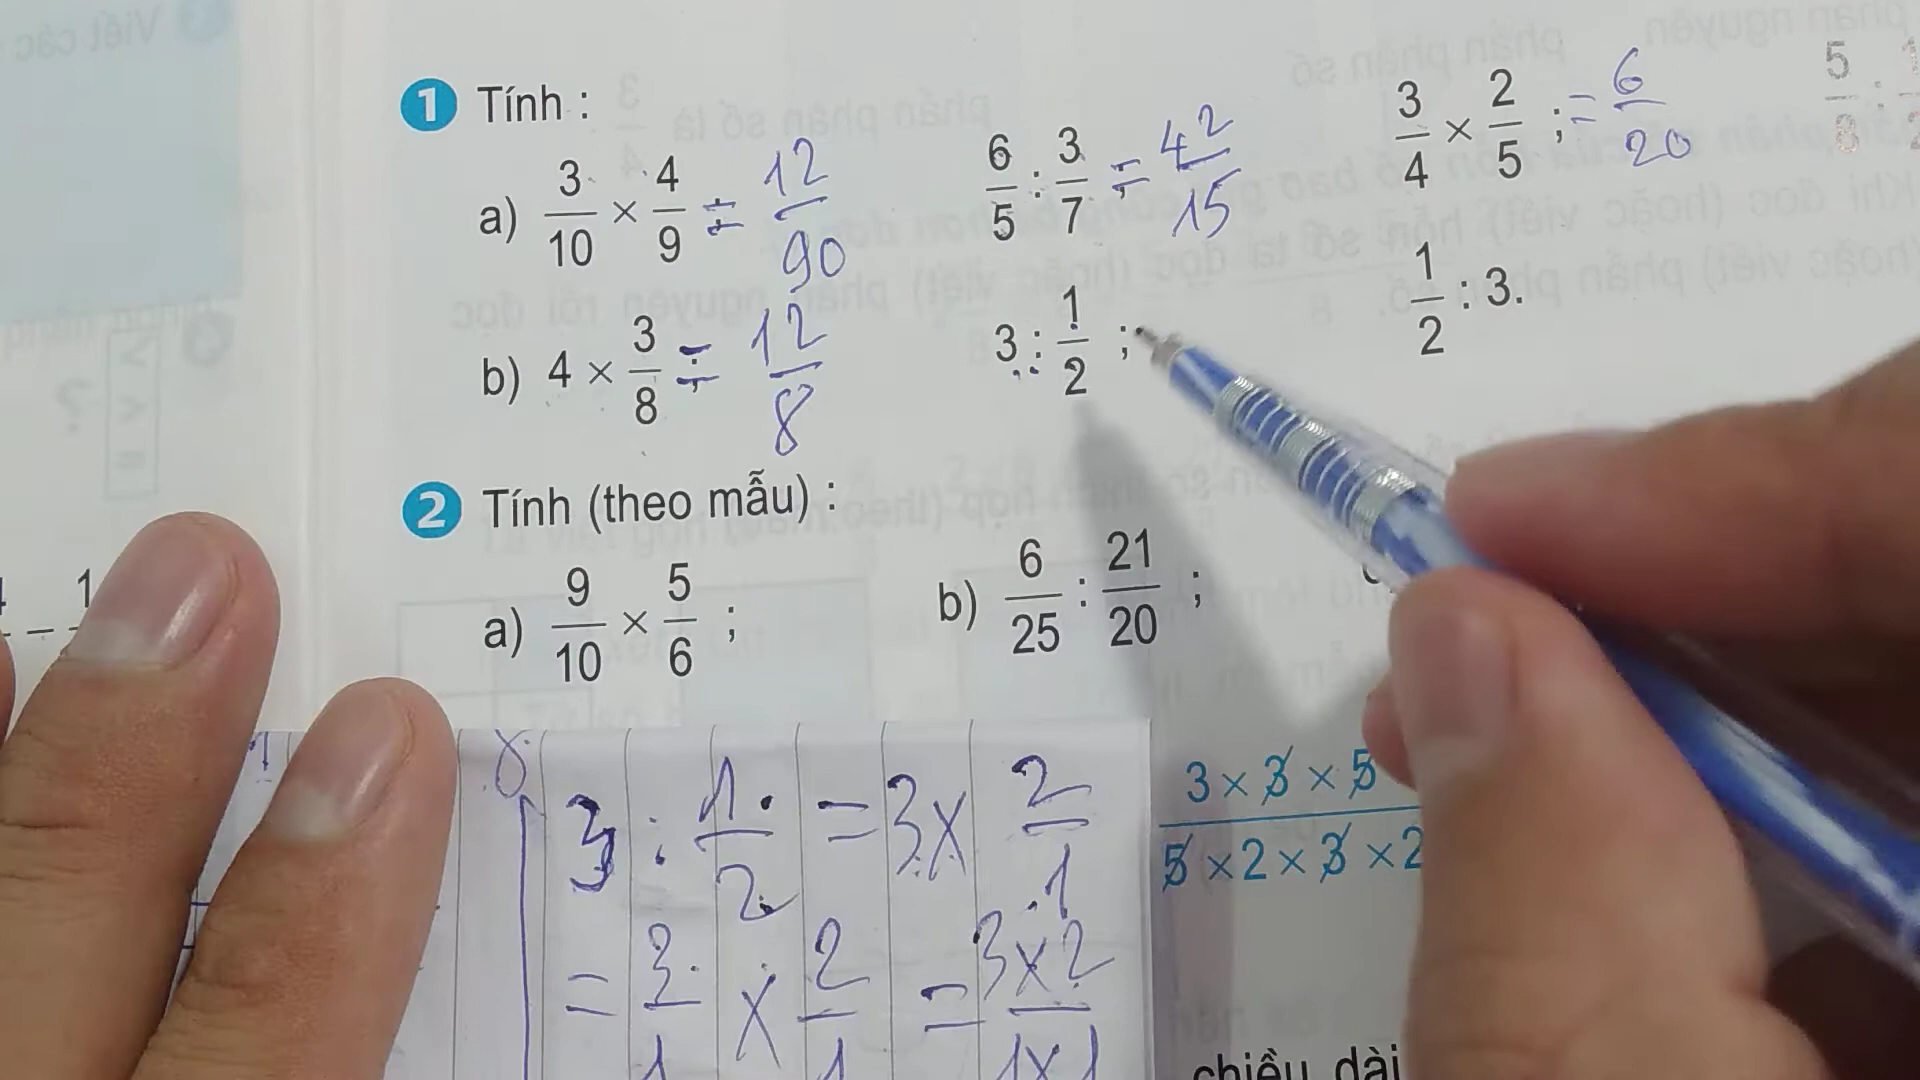 1 Tính :
a) 3/10 × 4/9 = 12/90 6/5 : 3/7 = 42/15 3/4 × 2/5 ; = 6/20 5/8 :
b) 4 × 3/8 = 12/8 3 : 1/2 ; 1/2 : 3.
2 Tính (theo mẫu) :
a) 9/10 × 5/6 ; b) 6/25 : 21/20 ;
3 : 1/2 = 3 × 2/1
= 3/1 × 2/1 = 3×2/1×1
3 × 3 × 5
5 × 2 × 3 × 2
chiều dài